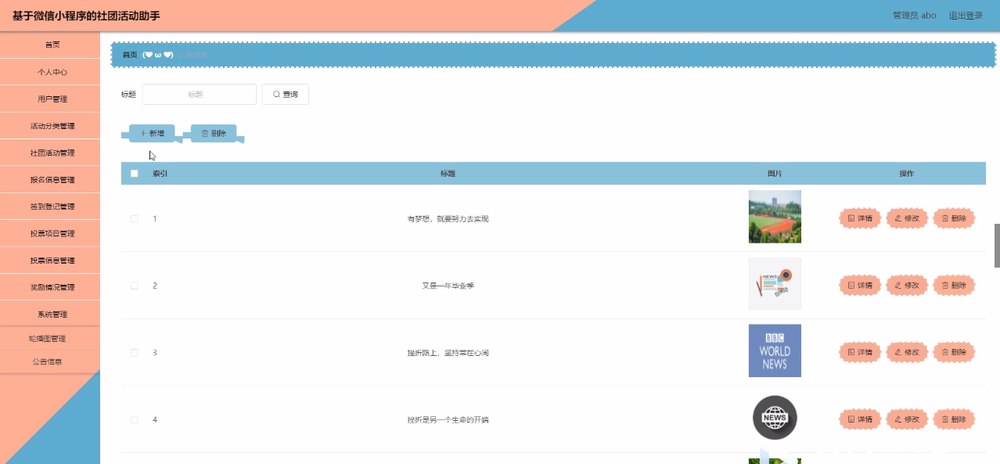 基于微信小程序的社团活动助手
管理员 abo 退出登录
首页
个人中心
用户管理
活动分类管理
社团活动管理
报名信息管理
签到登记管理
投票项目管理
投票信息管理
奖励情况管理
系统管理
轮播图管理
公告信息
首页 (♥ ω ♥) 公告信息
标题 标题 查询
+ 新增 删除
索引 标题 图片 操作
1 有梦想，就要努力去实现 详情 修改 删除
2 又是一年毕业季 NEWS 详情 修改 删除
3 挫折路上，坚持常在心间 BBC WORLD NEWS 详情 修改 删除
4 挫折是另一个生命的开端 NEWS 详情 修改 删除